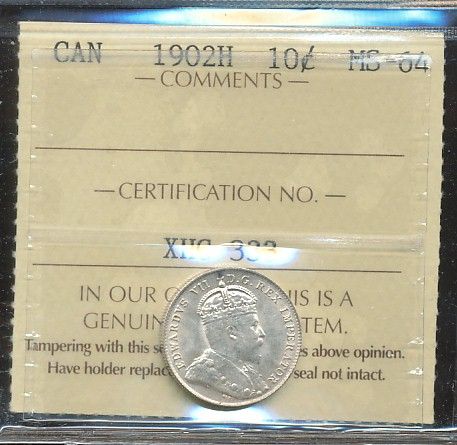 CAN 1902H 10¢ MS-64
— COMMENTS —
— CERTIFICATION NO. —
333
IN OUR IS IS A
GENUIN TEM.
Tampering with this se s above opinion.
Have holder replac seal not intact.
EDWARDVS VII D. G. REX IMPERATOR